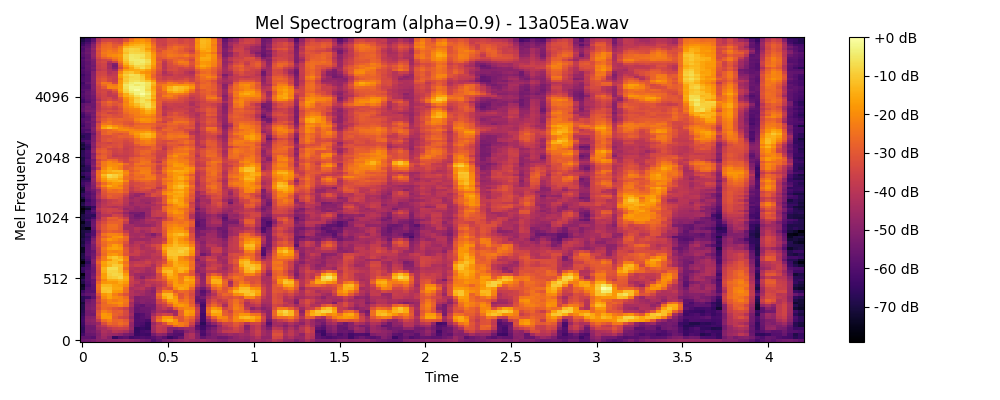 Mel Spectrogram (alpha=0.9) - 13a05Ea.wav
Mel Frequency
4096
2048
1024
512
0
0
0.5
1
1.5
2
2.5
3
3.5
4
Time
+0 dB
-10 dB
-20 dB
-30 dB
-40 dB
-50 dB
-60 dB
-70 dB